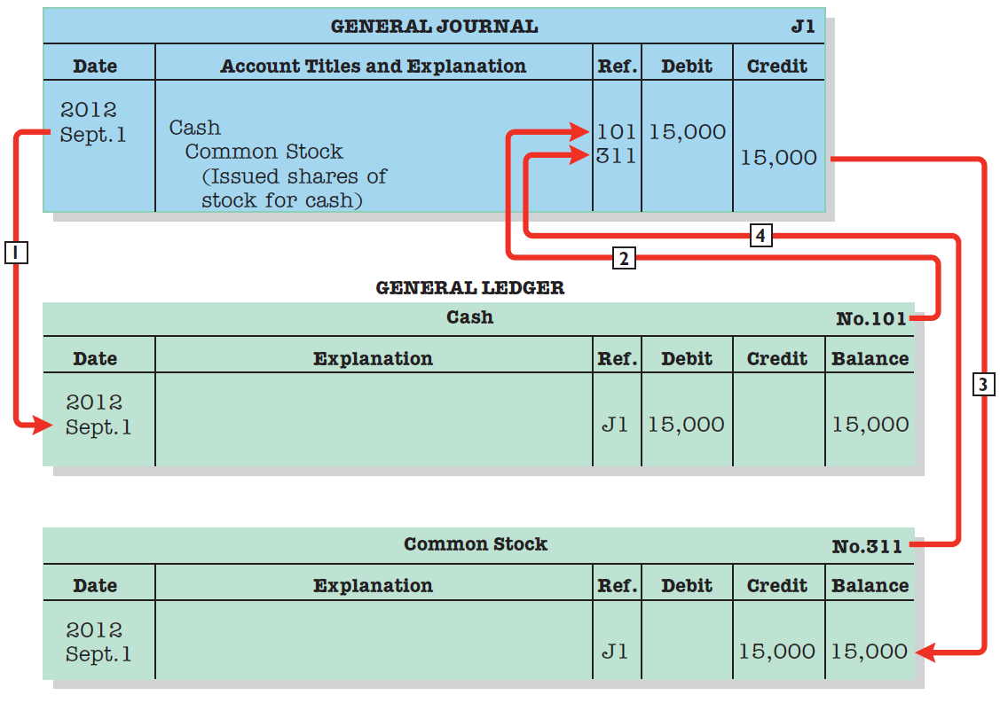 GENERAL JOURNAL J1
Date Account Titles and Explanation Ref. Debit Credit
2012
Sept. 1 Cash 101 15,000
Common Stock 311 15,000
(Issued shares of
stock for cash)
4
1 2
GENERAL LEDGER
Cash No.101
Date Explanation Ref. Debit Credit Balance
3
2012
Sept. 1 J1 15,000 15,000
Common Stock No.311
Date Explanation Ref. Debit Credit Balance
2012
Sept. 1 J1 15,000 15,000